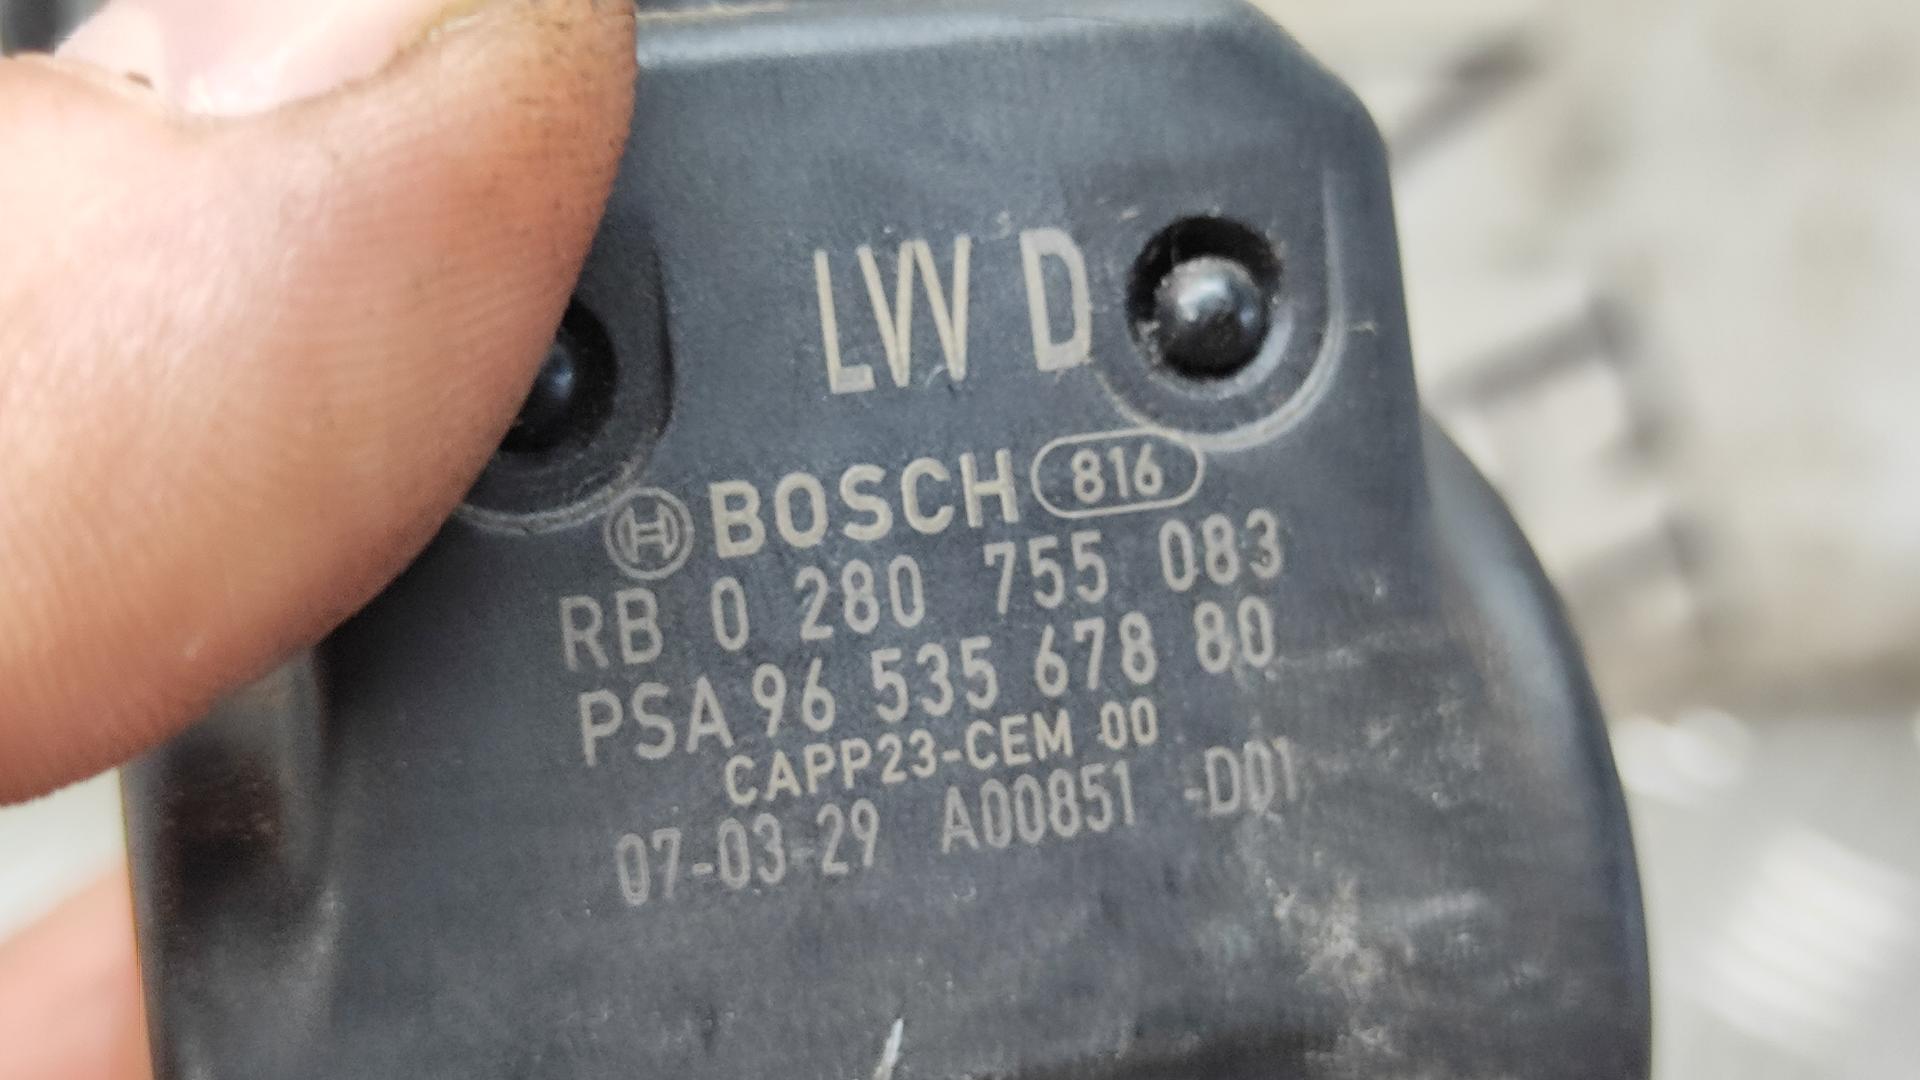 LVV D
BOSCH 816
RB 0 280 755 083
PSA 96 535 678 80
CAPP23-CEM 00
07-03-29 A00851 -D01